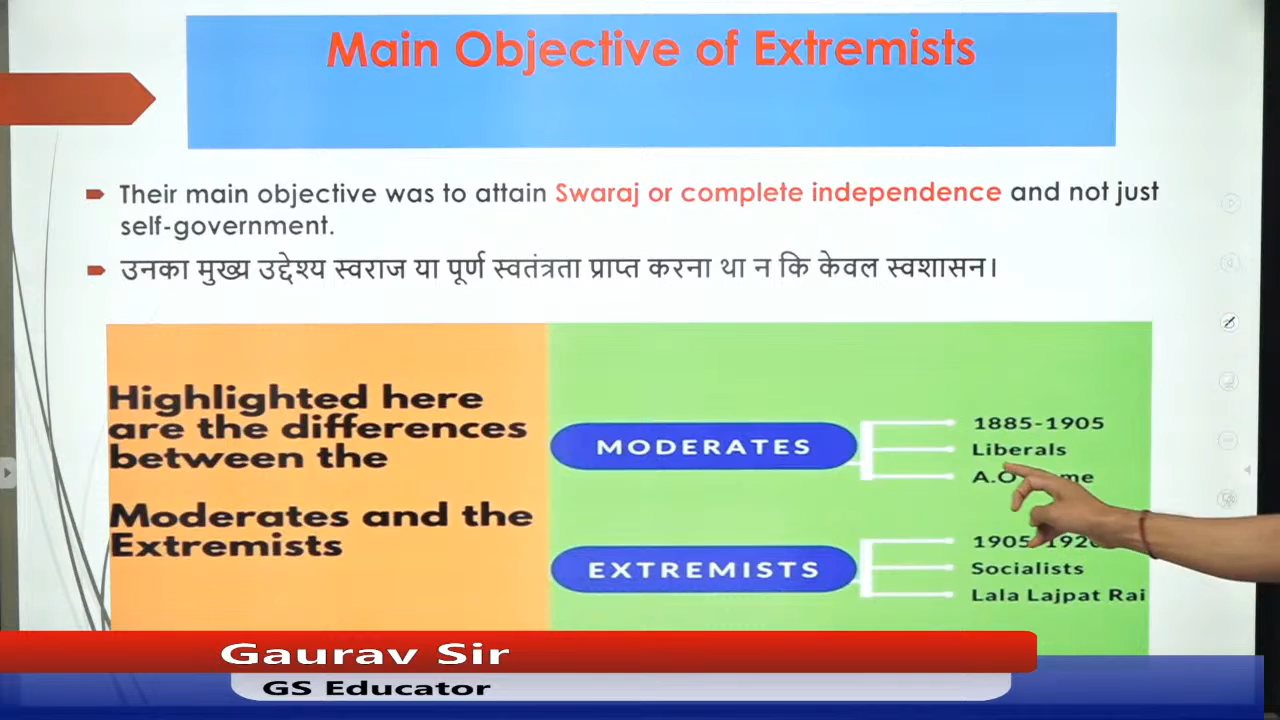 Main Objective of Extremists
Their main objective was to attain Swaraj or complete independence and not just
self-government.
उनका मुख्य उद्देश्य स्वराज या पूर्ण स्वतंत्रता प्राप्त करना था न कि केवल स्वशासन।
Highlighted here
are the differences
between the
Moderates and the
Extremists
MODERATES
1885-1905
Liberals
A.O
EXTREMISTS
1905-192
Socialists
Lala Lajpat Rai
Gaurav Sir
GS Educator